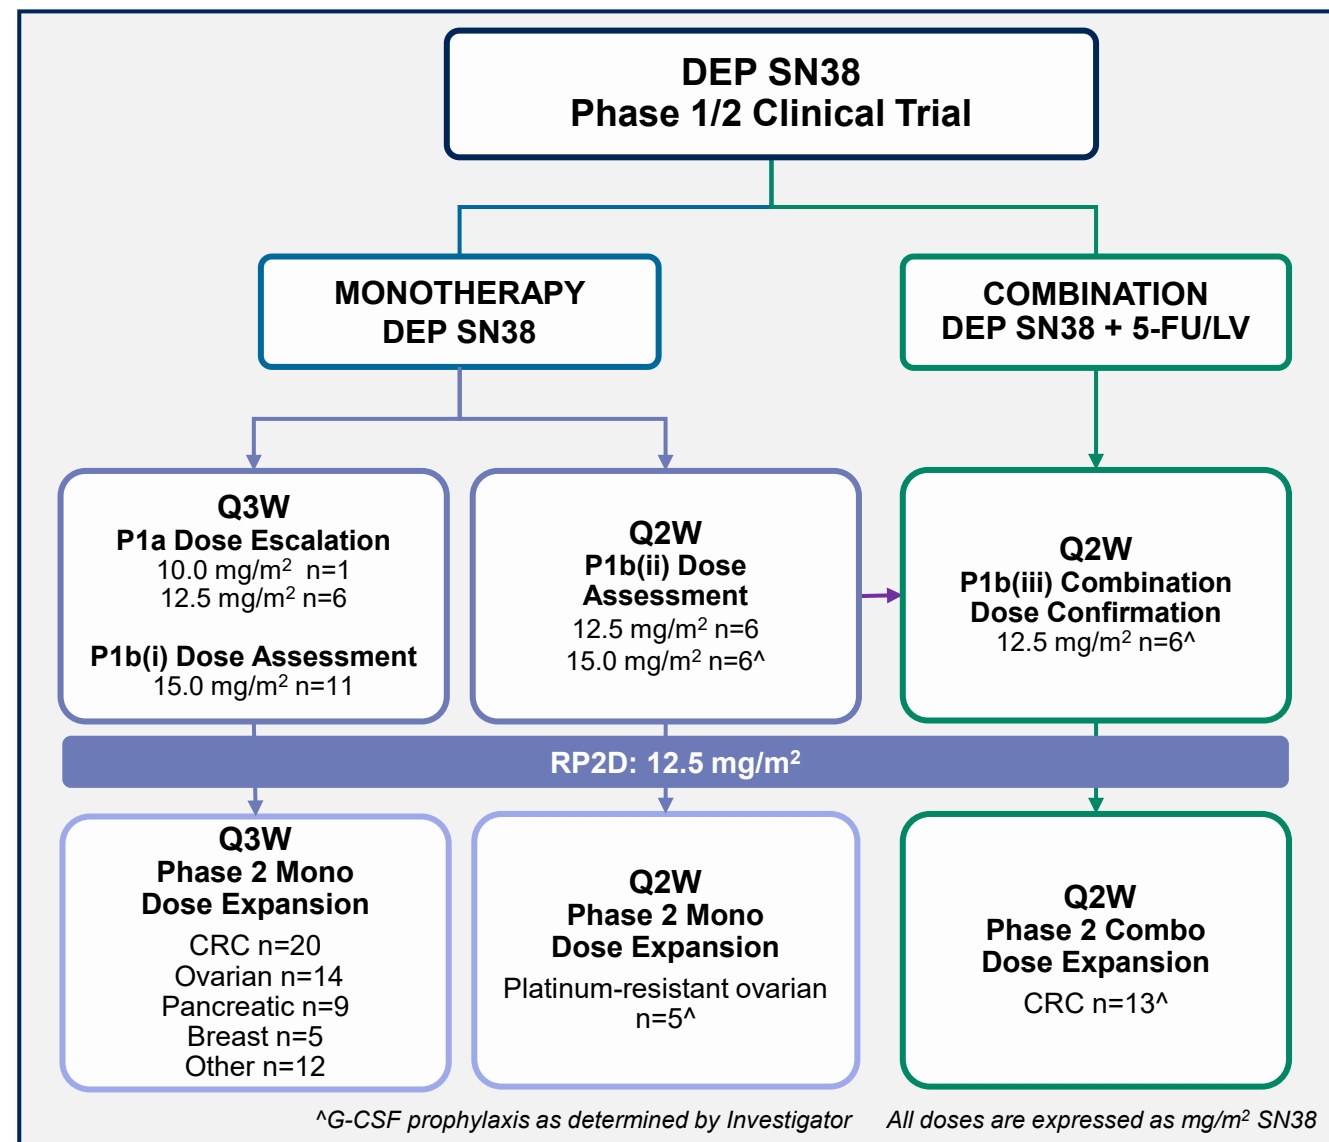 DEP SN38
Phase 1/2 Clinical Trial
MONOTHERAPY
DEP SN38
COMBINATION
DEP SN38 + 5-FU/LV
Q3W
P1a Dose Escalation
10.0 mg/m² n=1
12.5 mg/m² n=6
P1b(i) Dose Assessment
15.0 mg/m² n=11
Q2W
P1b(ii) Dose
Assessment
12.5 mg/m² n=6
15.0 mg/m² n=6^
Q2W
P1b(iii) Combination
Dose Confirmation
12.5 mg/m² n=6^
RP2D: 12.5 mg/m²
Q3W
Phase 2 Mono
Dose Expansion
CRC n=20
Ovarian n=14
Pancreatic n=9
Breast n=5
Other n=12
Q2W
Phase 2 Mono
Dose Expansion
Platinum-resistant ovarian
n=5^
Q2W
Phase 2 Combo
Dose Expansion
CRC n=13^
^G-CSF prophylaxis as determined by Investigator
All doses are expressed as mg/m² SN38